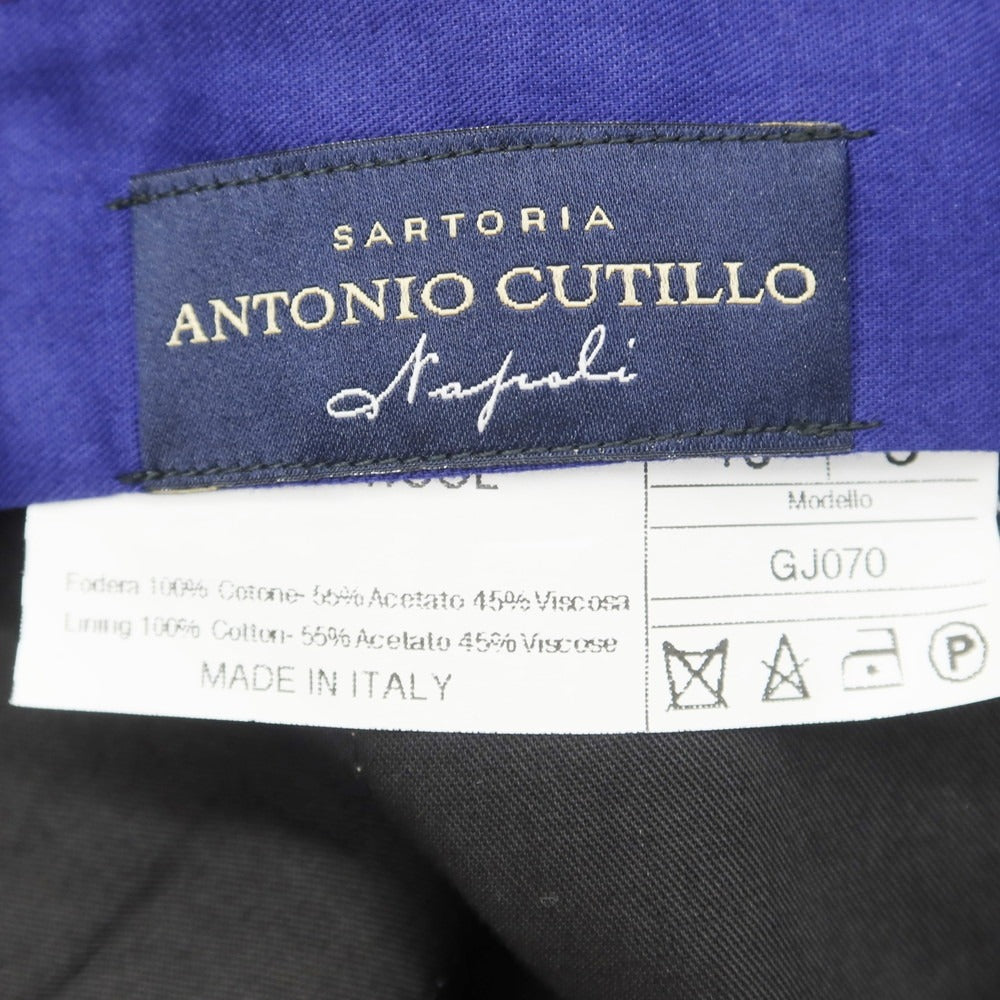 SARTORIA
ANTONIO CUTILLO
Napoli
Modello
GJ070
Fodera 100% Cotone- 55% Acetato 45% Viscosa
Lining 100% Cotton- 55% Acetato 45% Viscose
MADE IN ITALY
P